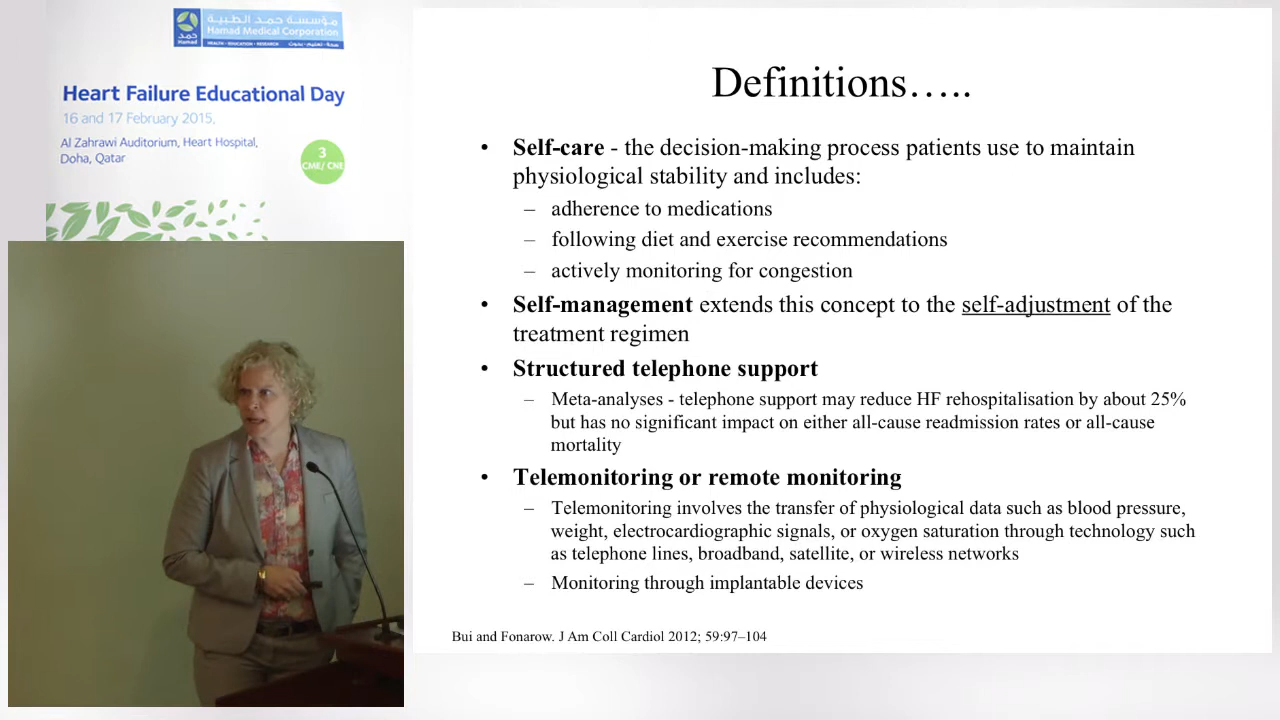 مؤسسة حمد الطبية
Hamad Medical Corporation
حمد
Hamad
HEALTH • EDUCATION • RESEARCH صحة • تعليم • بحوث
Heart Failure Educational Day
16 and 17 February 2015,
Al Zahrawi Auditorium, Heart Hospital,
Doha, Qatar
3
CME/ CNE
Definitions…..
• Self-care - the decision-making process patients use to maintain
physiological stability and includes:
– adherence to medications
– following diet and exercise recommendations
– actively monitoring for congestion
• Self-management extends this concept to the self-adjustment of the
treatment regimen
• Structured telephone support
– Meta-analyses - telephone support may reduce HF rehospitalisation by about 25%
but has no significant impact on either all-cause readmission rates or all-cause
mortality
• Telemonitoring or remote monitoring
– Telemonitoring involves the transfer of physiological data such as blood pressure,
weight, electrocardiographic signals, or oxygen saturation through technology such
as telephone lines, broadband, satellite, or wireless networks
– Monitoring through implantable devices
Bui and Fonarow. J Am Coll Cardiol 2012; 59:97–104